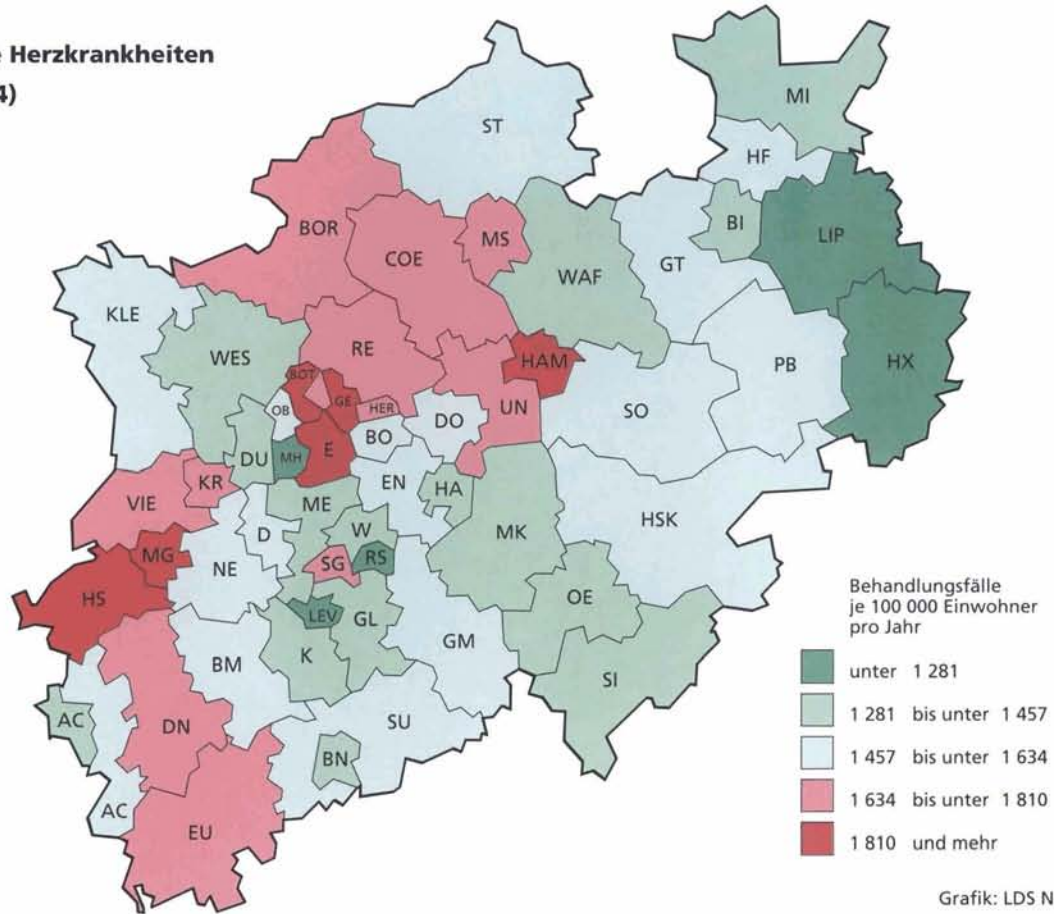 e Herzkrankheiten
4)
MI
ST
HF
BI
LIP
BOR
MS
COE
WAF
GT
KLE
WES
RE
HAM
PB
HX
BOT
GE
OB
HER
UN
DO
SO
BO
E
MH
DU
KR
EN
HA
VIE
ME
W
D
MK
HSK
MG
SG
RS
NE
HS
OE
LEV
GL
K
BM
GM
SI
AC
DN
SU
BN
AC
EU
Behandlungsfälle
je 100 000 Einwohner
pro Jahr
unter 1 281
1 281 bis unter 1 457
1 457 bis unter 1 634
1 634 bis unter 1 810
1 810 und mehr
Grafik: LDS N